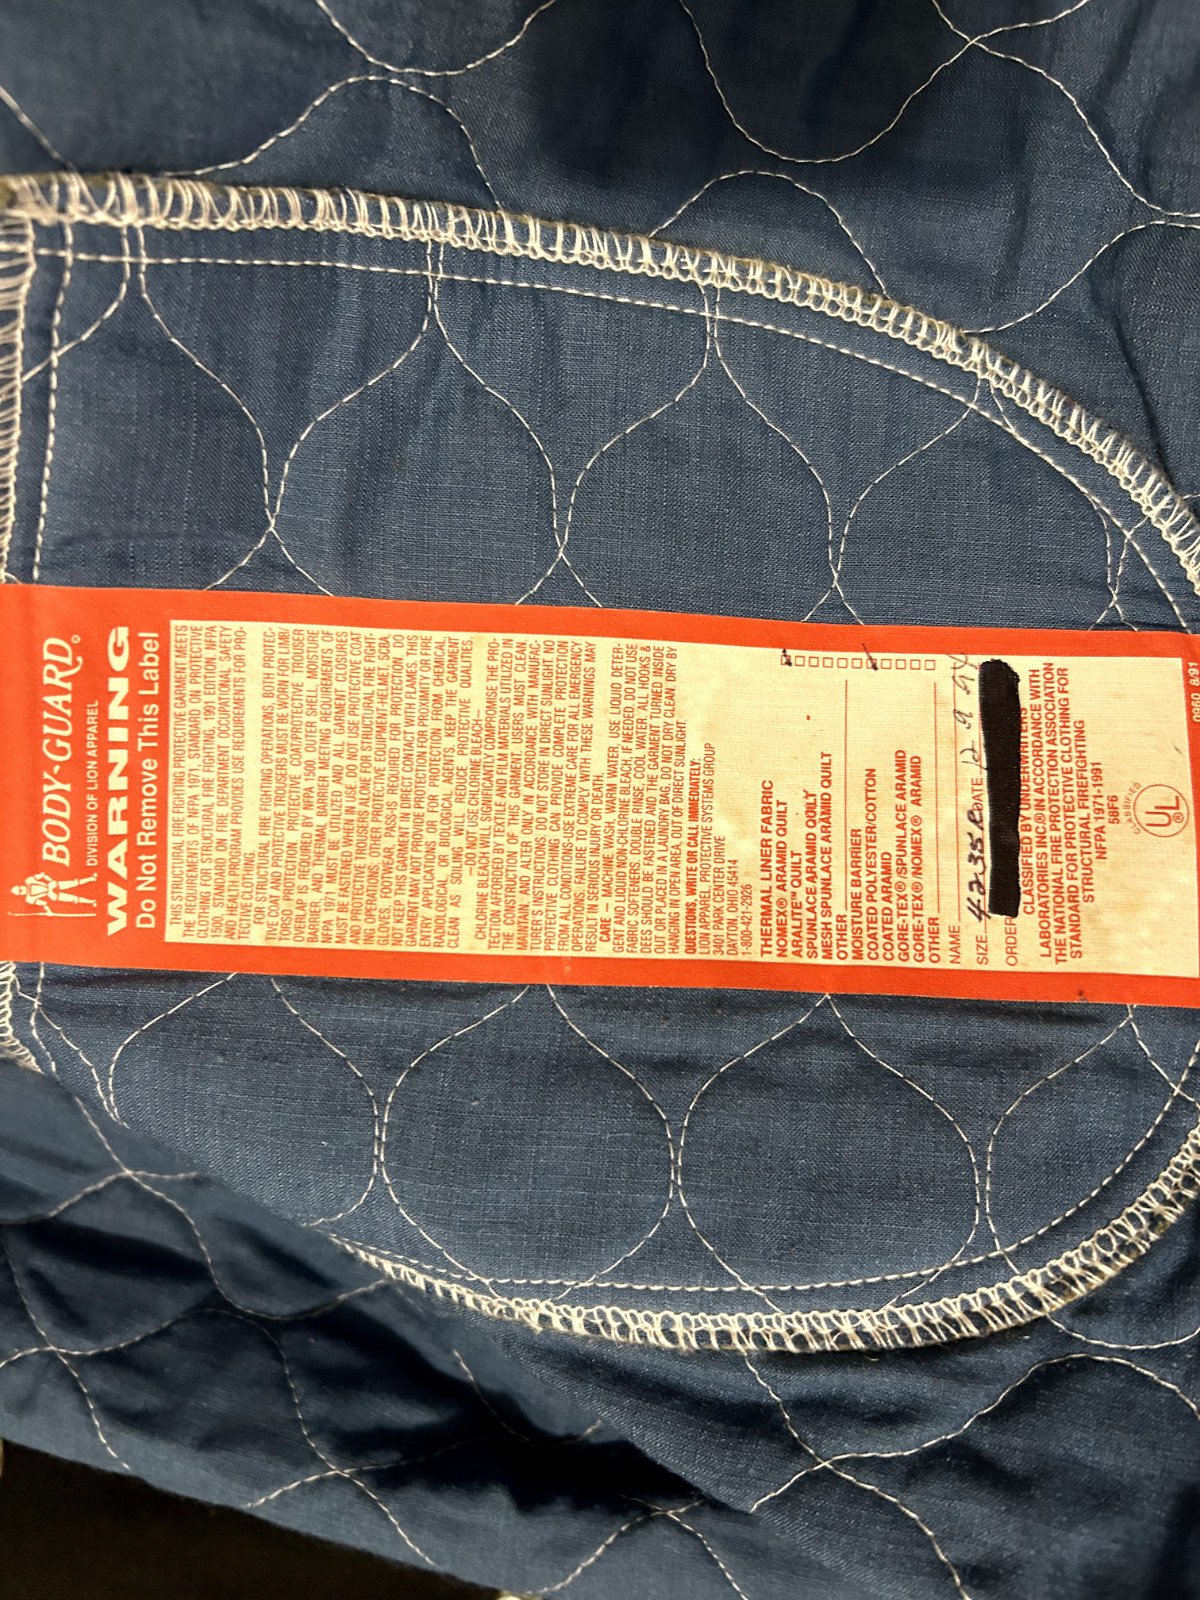 BODY-GUARD®
DIVISION OF LION APPAREL
WARNING
Do Not Remove This Label
THIS STRUCTURAL FIRE FIGHTING PROTECTIVE GARMENT MEETS
THE REQUIREMENTS OF NFPA 1971, STANDARD ON PROTECTIVE
CLOTHING FOR STRUCTURAL FIRE FIGHTING, 1991 EDITION. NFPA
1500, STANDARD ON FIRE DEPARTMENT OCCUPATIONAL SAFETY
AND HEALTH PROGRAM PROVIDES USE REQUIREMENTS FOR PRO-
TECTIVE CLOTHING.
FOR STRUCTURAL FIRE FIGHTING OPERATIONS, BOTH PROTEC-
TIVE COAT AND PROTECTIVE TROUSERS MUST BE WORN FOR LIMB/
TORSO PROTECTION. PROTECTIVE COAT/PROTECTIVE TROUSER
OVERLAP IS REQUIRED BY NFPA 1500. OUTER SHELL, MOISTURE
BARRIER, AND THERMAL BARRIER MEETING REQUIREMENTS OF
NFPA 1971 MUST BE UTILIZED AND ALL GARMENT CLOSURES
MUST BE FASTENED WHEN IN USE. DO NOT USE PROTECTIVE COAT
AND PROTECTIVE TROUSERS ALONE FOR STRUCTURAL FIRE FIGHT-
ING OPERATIONS; OTHER PROTECTIVE EQUIPMENT-HELMET, SCBA,
GLOVES, FOOTWEAR, PASS-IS REQUIRED FOR PROTECTION. DO
NOT KEEP THIS GARMENT IN DIRECT CONTACT WITH FLAMES. THIS
GARMENT MAY NOT PROVIDE PROTECTION FOR PROXIMITY OR FIRE
ENTRY APPLICATIONS OR FOR PROTECTION FROM CHEMICAL,
RADIOLOGICAL, OR BIOLOGICAL AGENTS. KEEP THE GARMENT
CLEAN AS SOILING WILL REDUCE PROTECTIVE QUALITIES.
—DO NOT USE CHLORINE BLEACH—
CHLORINE BLEACH WILL SIGNIFICANTLY COMPROMISE THE PRO-
TECTION AFFORDED BY TEXTILE AND FILM MATERIALS UTILIZED IN
THE CONSTRUCTION OF THIS GARMENT. USERS MUST CLEAN,
MAINTAIN, AND ALTER ONLY IN ACCORDANCE WITH MANUFAC-
TURER'S INSTRUCTIONS. DO NOT STORE IN DIRECT SUNLIGHT. NO
PROTECTIVE CLOTHING CAN PROVIDE COMPLETE PROTECTION
FROM ALL CONDITIONS-USE EXTREME CARE FOR ALL EMERGENCY
OPERATIONS. FAILURE TO COMPLY WITH THESE WARNINGS MAY
RESULT IN SERIOUS INJURY OR DEATH.
CARE – MACHINE WASH, WARM WATER, USE LIQUID DETER-
GENT AND LIQUID NON-CHLORINE BLEACH, IF NEEDED. DO NOT USE
FABRIC SOFTENERS. DOUBLE RINSE, COOL WATER. ALL HOOKS &
DEES SHOULD BE FASTENED AND THE GARMENT TURNED INSIDE
OUT OR PLACED IN A LAUNDRY BAG. DO NOT DRY CLEAN. DRY BY
HANGING IN OPEN AREA, OUT OF DIRECT SUNLIGHT.
QUESTIONS, WRITE OR CALL IMMEDIATELY:
LION APPAREL, PROTECTIVE SYSTEMS GROUP
3401 PARK CENTER DRIVE
DAYTON, OHIO 45414
1-800-421-2926
THERMAL LINER FABRIC
NOMEX® ARAMID QUILT
ARALITE™ QUILT
SPUNLACE ARAMID QUILT
MESH SPUNLACE ARAMID QUILT
OTHER
MOISTURE BARRIER
COATED POLYESTER/COTTON
COATED ARAMID
GORE-TEX®/SPUNLACE ARAMID
GORE-TEX®/NOMEX® ARAMID
OTHER
NAME
SIZE 4235R DATE 12 9 94
ORDER
CLASSIFIED BY UNDERWRITERS
LABORATORIES INC.® IN ACCORDANCE WITH
THE NATIONAL FIRE PROTECTION ASSOCIATION
STANDARD FOR PROTECTIVE CLOTHING FOR
STRUCTURAL FIREFIGHTING
NFPA 1971-1991
58F6
CLASSIFIED
UL
0960 8/91